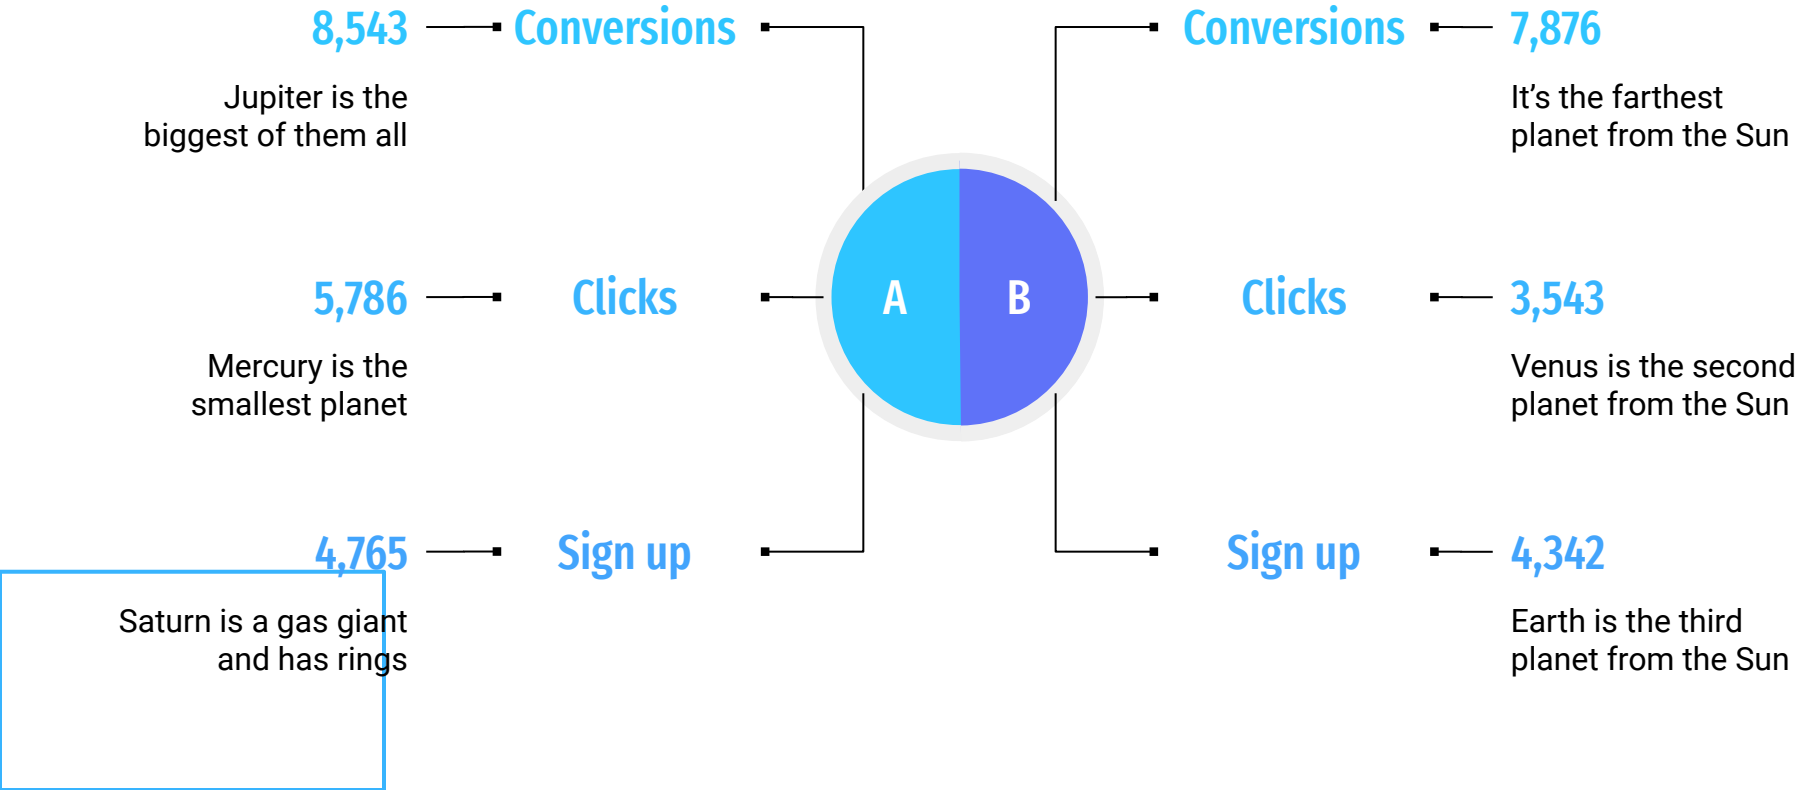 8,543
Conversions
Jupiter is the
biggest of them all
5,786
Clicks
Mercury is the
smallest planet
4,765
Sign up
Saturn is a gas giant
and has rings
A
B
Conversions
7,876
It’s the farthest
planet from the Sun
Clicks
3,543
Venus is the second
planet from the Sun
Sign up
4,342
Earth is the third
planet from the Sun